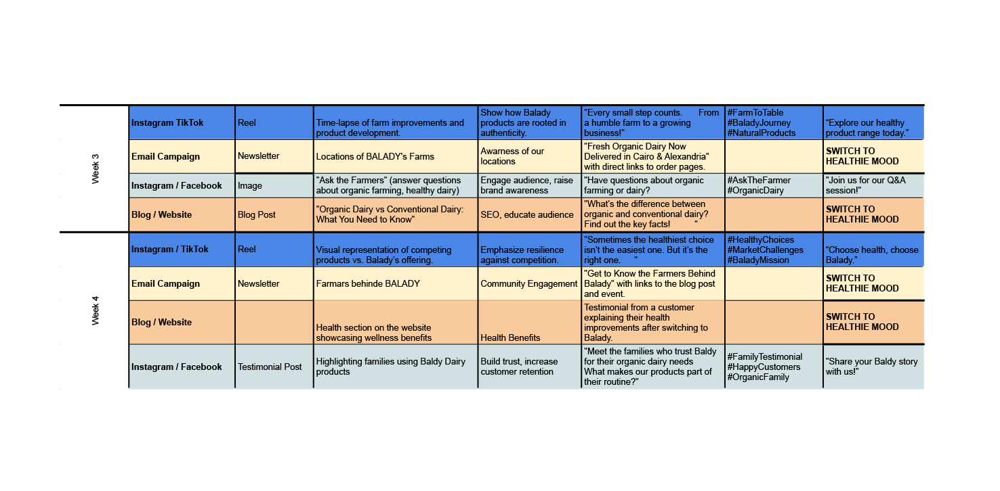 Week 3
Instagram TikTok
Reel
Time-lapse of farm improvements and
product development.
Show how Balady
products are rooted in
authenticity.
"Every small step counts. From
a humble farm to a growing
business!"
#FarmToTable
#BaladyJourney
#NaturalProducts
“Explore our healthy
product range today.”
Email Campaign
Newsletter
Locations of BALADY's Farms
Awarness of our
locations
"Fresh Organic Dairy Now
Delivered in Cairo & Alexandria"
with direct links to order pages.
SWITCH TO
HEALTHIE MOOD
Instagram / Facebook
Image
"Ask the Farmers" (answer questions
about organic farming, healthy dairy)
Engage audience, raise
brand awareness
"Have questions about organic
farming or dairy?
#AskTheFarmer
#OrganicDairy
"Join us for our Q&A
session!"
Blog / Website
Blog Post
"Organic Dairy vs Conventional Dairy:
What You Need to Know"
SEO, educate audience
"What’s the difference between
organic and conventional dairy?
Find out the key facts! "
SWITCH TO
HEALTHIE MOOD
Week 4
Instagram / TikTok
Reel
Visual representation of competing
products vs. Balady’s offering.
Emphasize resilience
against competition.
"Sometimes the healthiest choice
isn’t the easiest one. But it’s the
right one. "
#HealthyChoices
#MarketChallenges
#BaladyMission
“Choose health, choose
Balady.”
Email Campaign
Newsletter
Farmars behinde BALADY
Community Engagement
"Get to Know the Farmers Behind
Balady" with links to the blog post
and event.
SWITCH TO
HEALTHIE MOOD
Blog / Website
Health section on the website
showcasing wellness benefits
Health Benefits
Testimonial from a customer
explaining their health
improvements after switching to
Balady.
SWITCH TO
HEALTHIE MOOD
Instagram / Facebook
Testimonial Post
Highlighting families using Baldy Dairy
products
Build trust, increase
customer retention
"Meet the families who trust Baldy
for their organic dairy needs
What makes our products part of
their routine?"
#FamilyTestimonial
#HappyCustomers
#OrganicFamily
"Share your Baldy story
with us!"